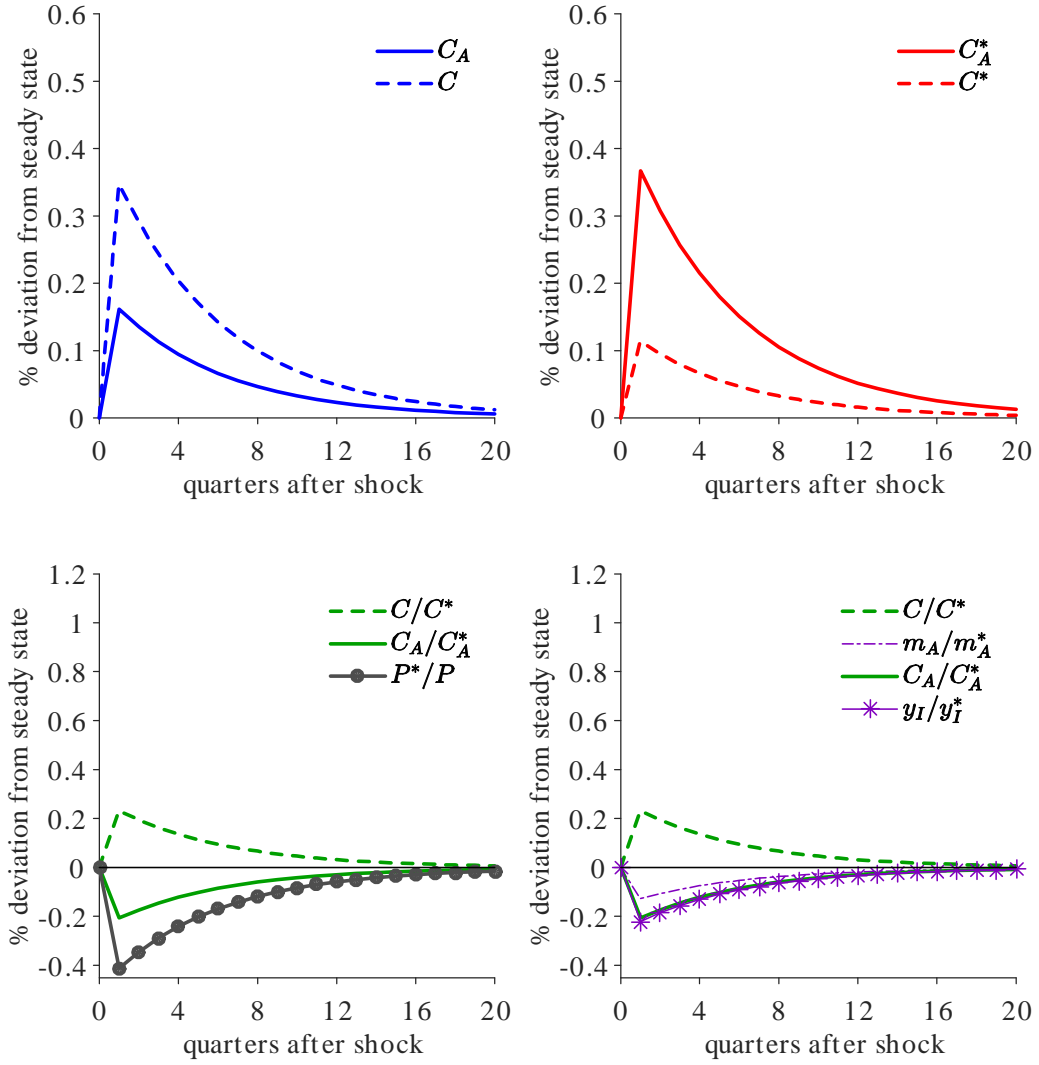 % deviation from steady state
0.6
0.5
0.4
0.3
0.2
0.1
0
C_A
C
0 4 8 12 16 20
quarters after shock
% deviation from steady state
0.6
0.5
0.4
0.3
0.2
0.1
0
C_A^*
C^*
0 4 8 12 16 20
quarters after shock
% deviation from steady state
1.2
1
0.8
0.6
0.4
0.2
0
-0.2
-0.4
C/C^*
C_A/C_A^*
P^*/P
0 4 8 12 16 20
quarters after shock
% deviation from steady state
1.2
1
0.8
0.6
0.4
0.2
0
-0.2
-0.4
C/C^*
m_A/m_A^*
C_A/C_A^*
y_I/y_I^*
0 4 8 12 16 20
quarters after shock